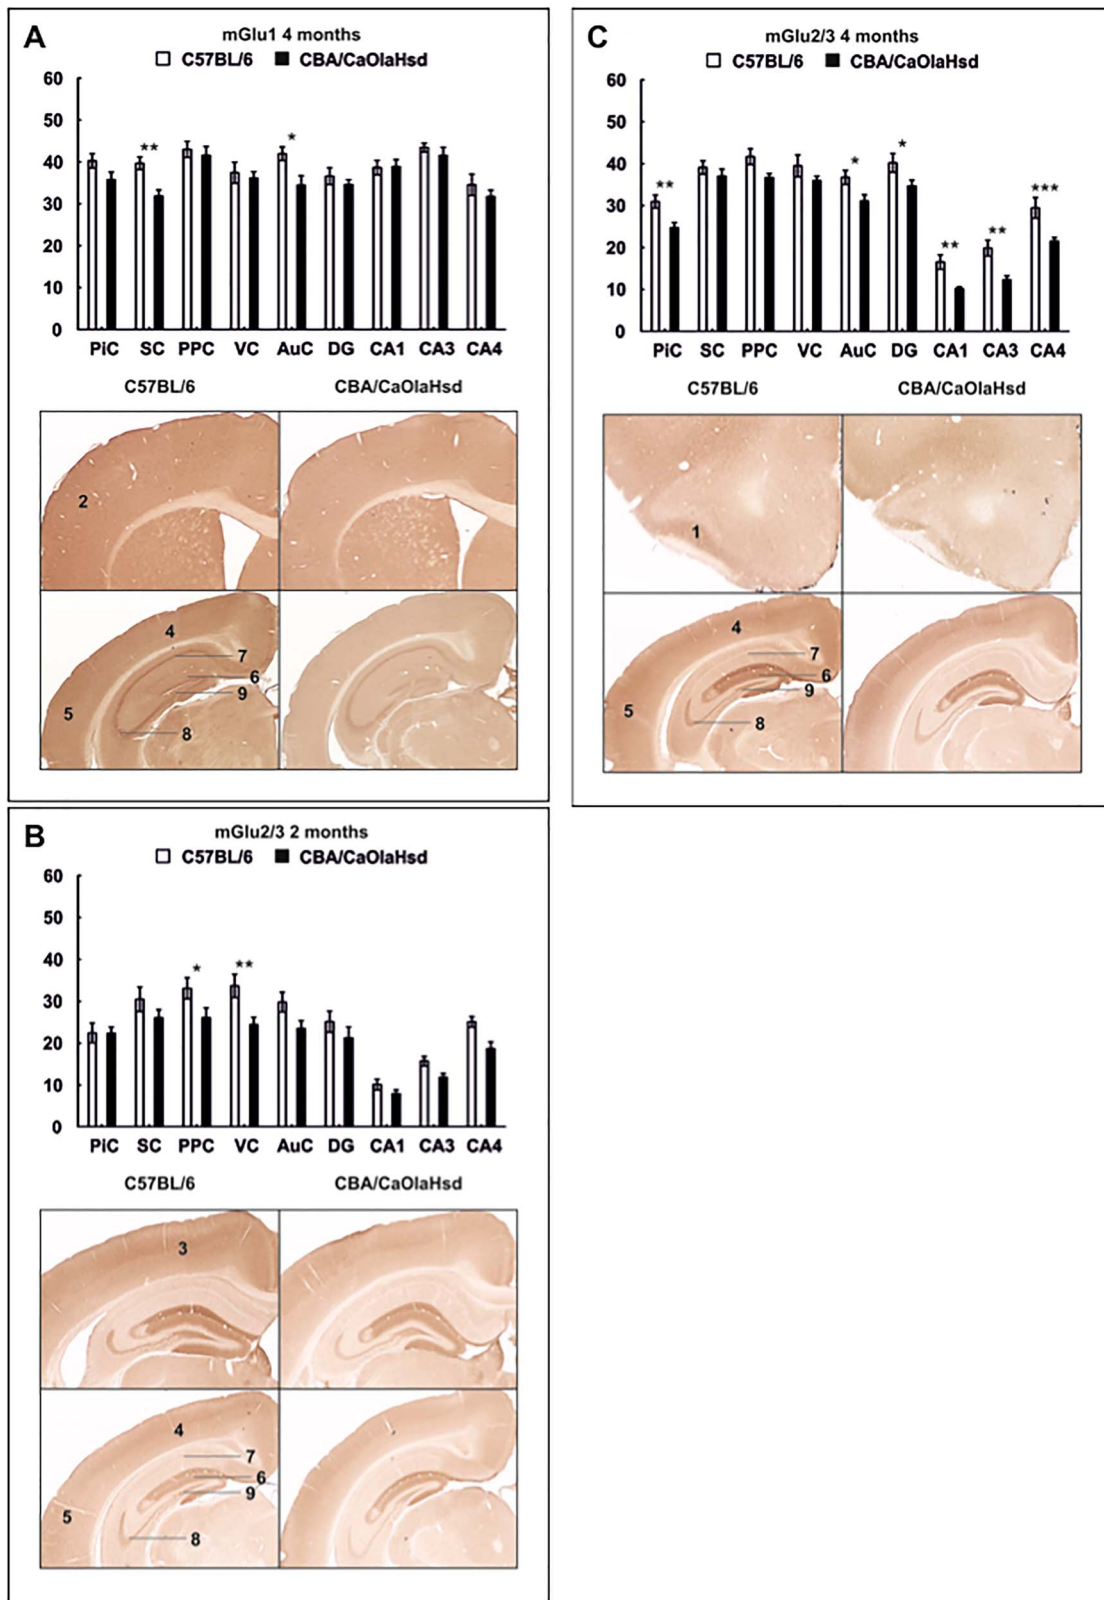 A
mGlu1 4 months
C57BL/6 CBA/CaOlaHsd
60
50
40
30
20
10
0
** *
PiC SC PPC VC AuC DG CA1 CA3 CA4
C57BL/6 CBA/CaOlaHsd
2
4
7
6
9
5
8
B
mGlu2/3 2 months
C57BL/6 CBA/CaOlaHsd
60
50
40
30
20
10
0
* **
PiC SC PPC VC AuC DG CA1 CA3 CA4
C57BL/6 CBA/CaOlaHsd
3
4
7
6
9
5
8
C
mGlu2/3 4 months
C57BL/6 CBA/CaOlaHsd
60
50
40
30
20
10
0
** * * ** ** ***
PiC SC PPC VC AuC DG CA1 CA3 CA4
C57BL/6 CBA/CaOlaHsd
1
4
7
6
9
5
8